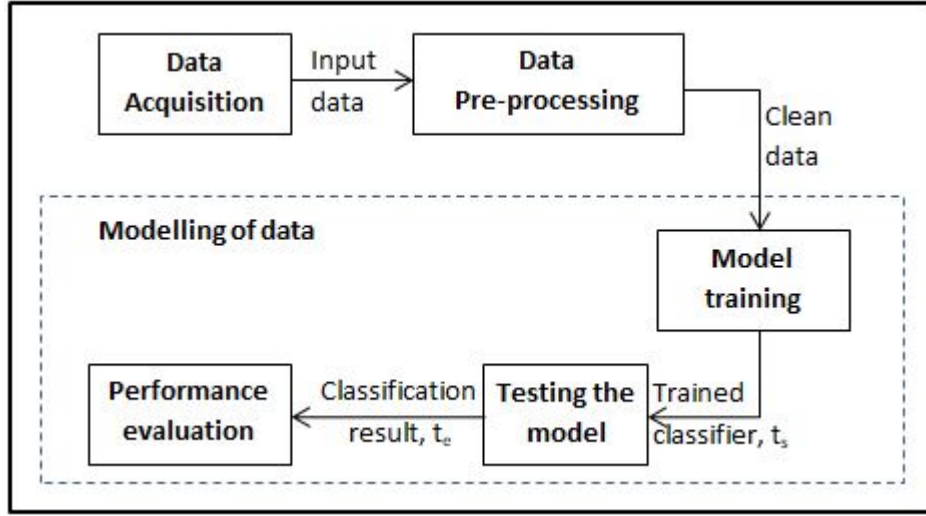 Data
Acquisition
Input
data
Data
Pre-processing
Clean
data
Modelling of data
Model
training
Trained
classifier, tₛ
Testing the
model
Classification
result, tₑ
Performance
evaluation